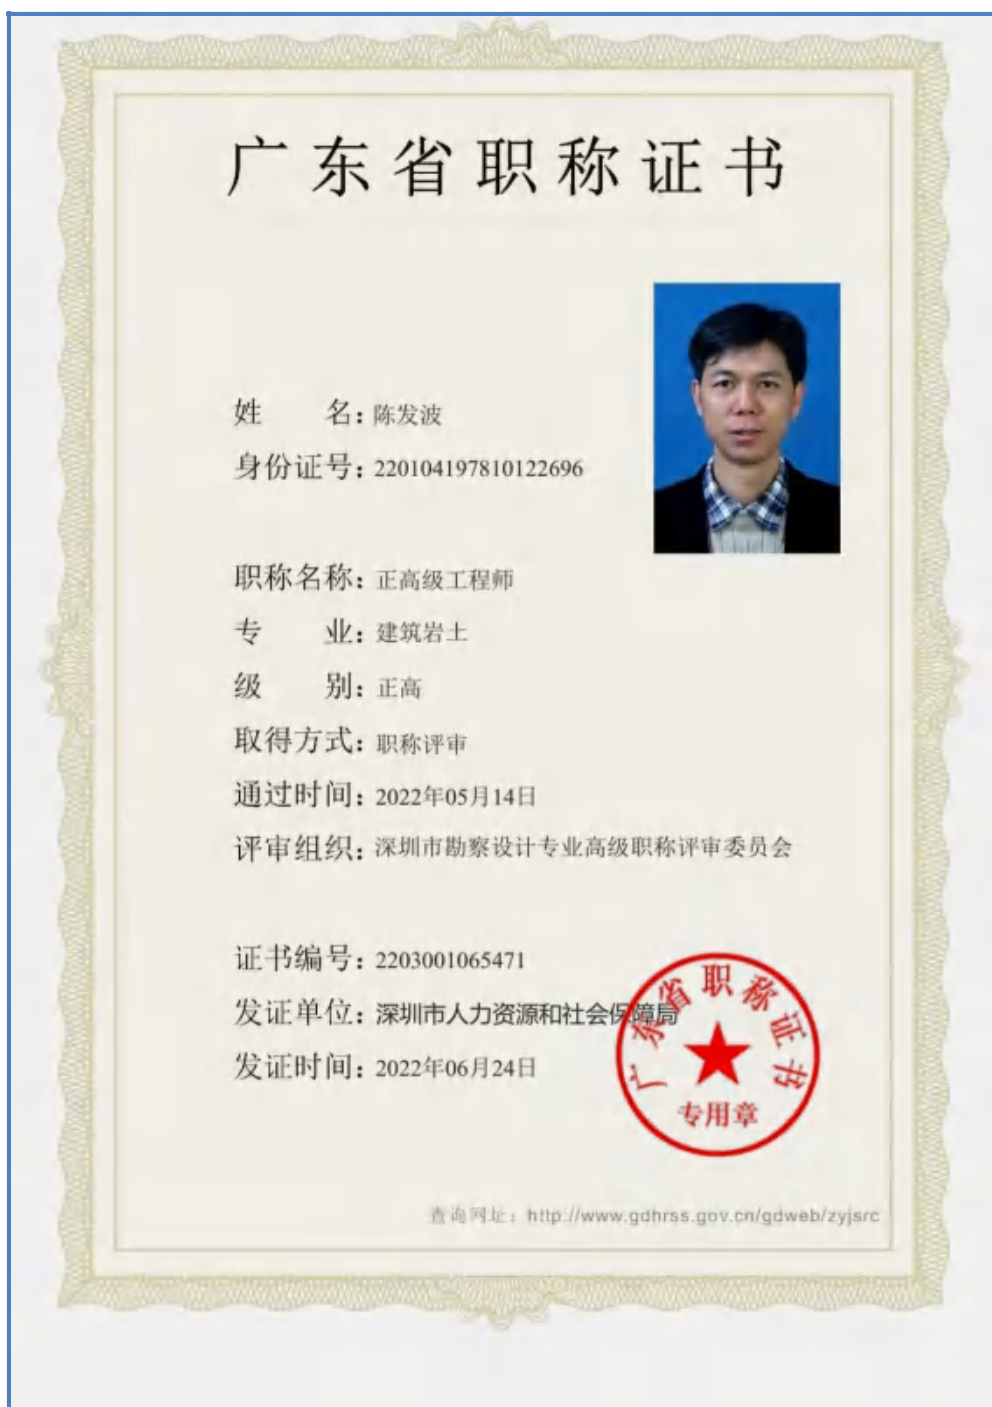 广东省职称证书
姓名：陈发波
身份证号：220104197810122696
职称名称：正高级工程师
专业：建筑岩土
级别：正高
取得方式：职称评审
通过时间：2022年05月14日
评审组织：深圳市勘察设计专业高级职称评审委员会
证书编号：2203001065471
发证单位：深圳市人力资源和社会保障局
发证时间：2022年06月24日
广东省职称证书
专用章
查询网址：http://www.gdhrss.gov.cn/gdweb/zyjsrc